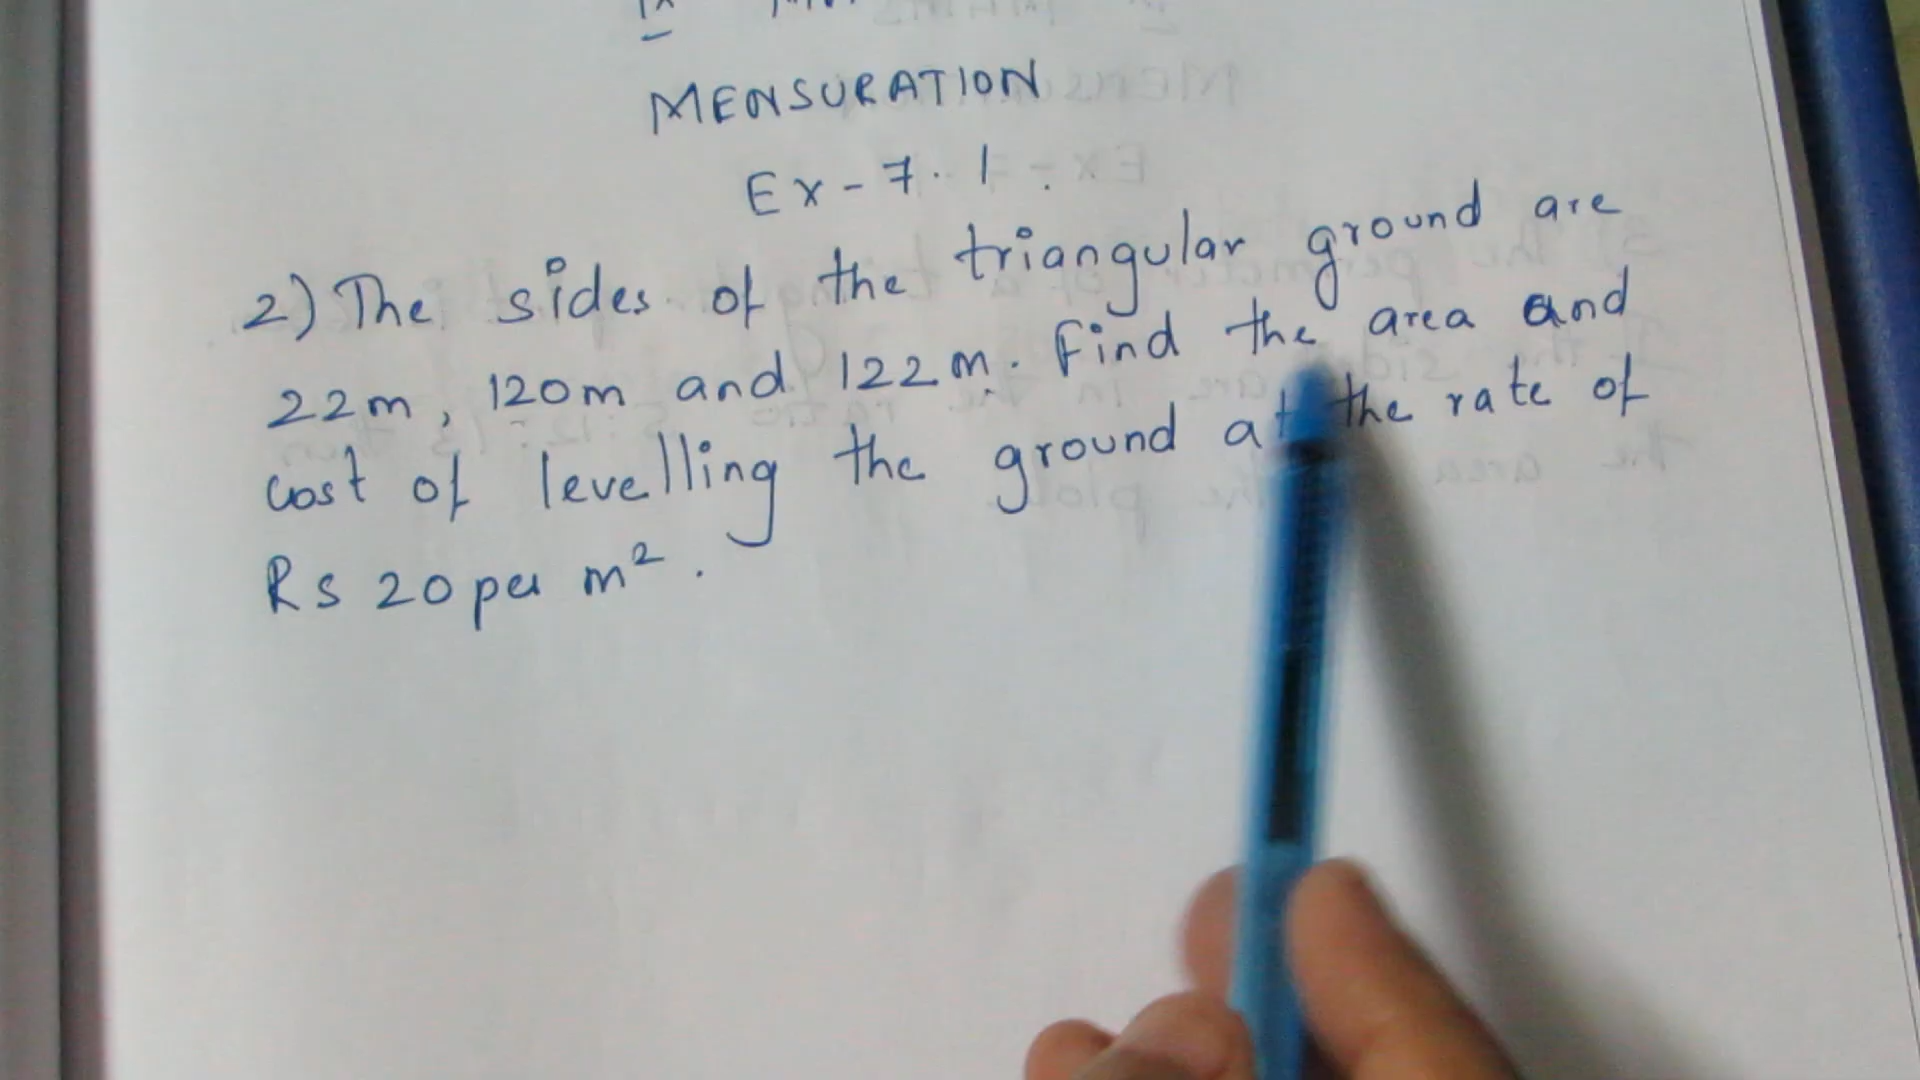 MENSURATION
Ex - 7.1.
2) The sides of the triangular ground are
22m, 120m and 122m. Find the area and
cost of levelling the ground at the rate of
Rs 20 per m².